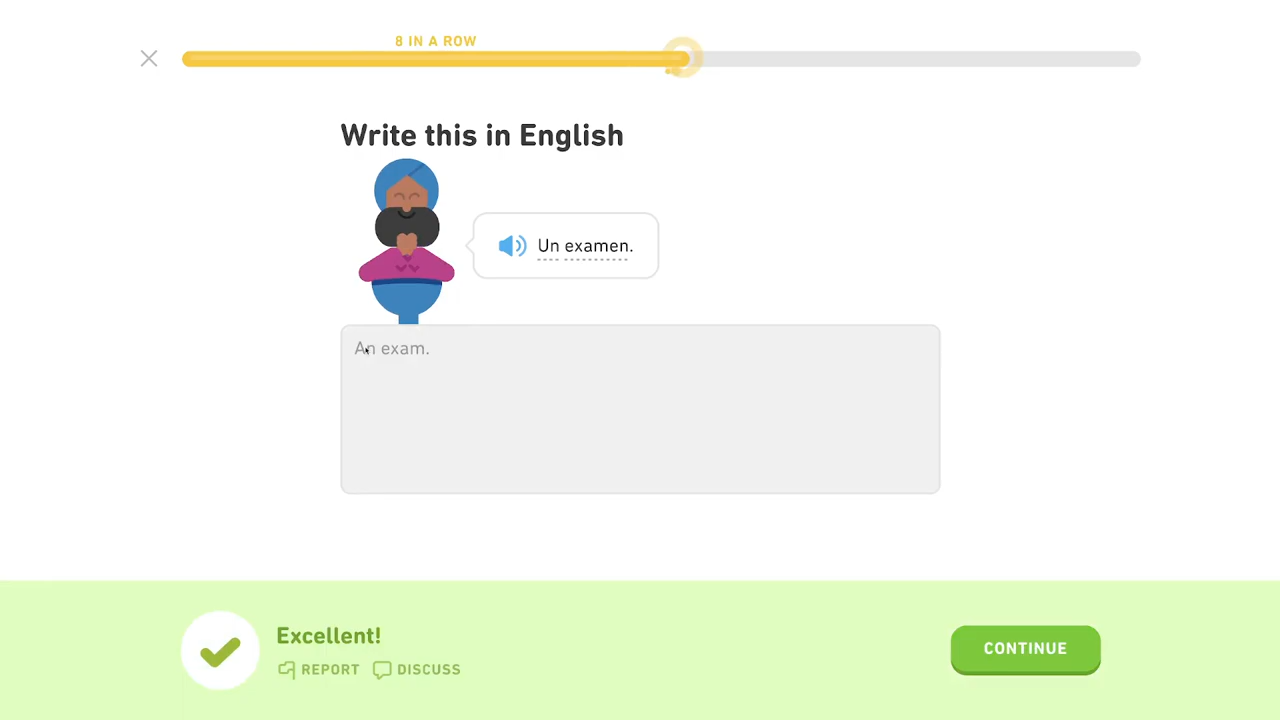 8 IN A ROW
Write this in English
Un examen.
An exam.
Excellent!
REPORT DISCUSS
CONTINUE